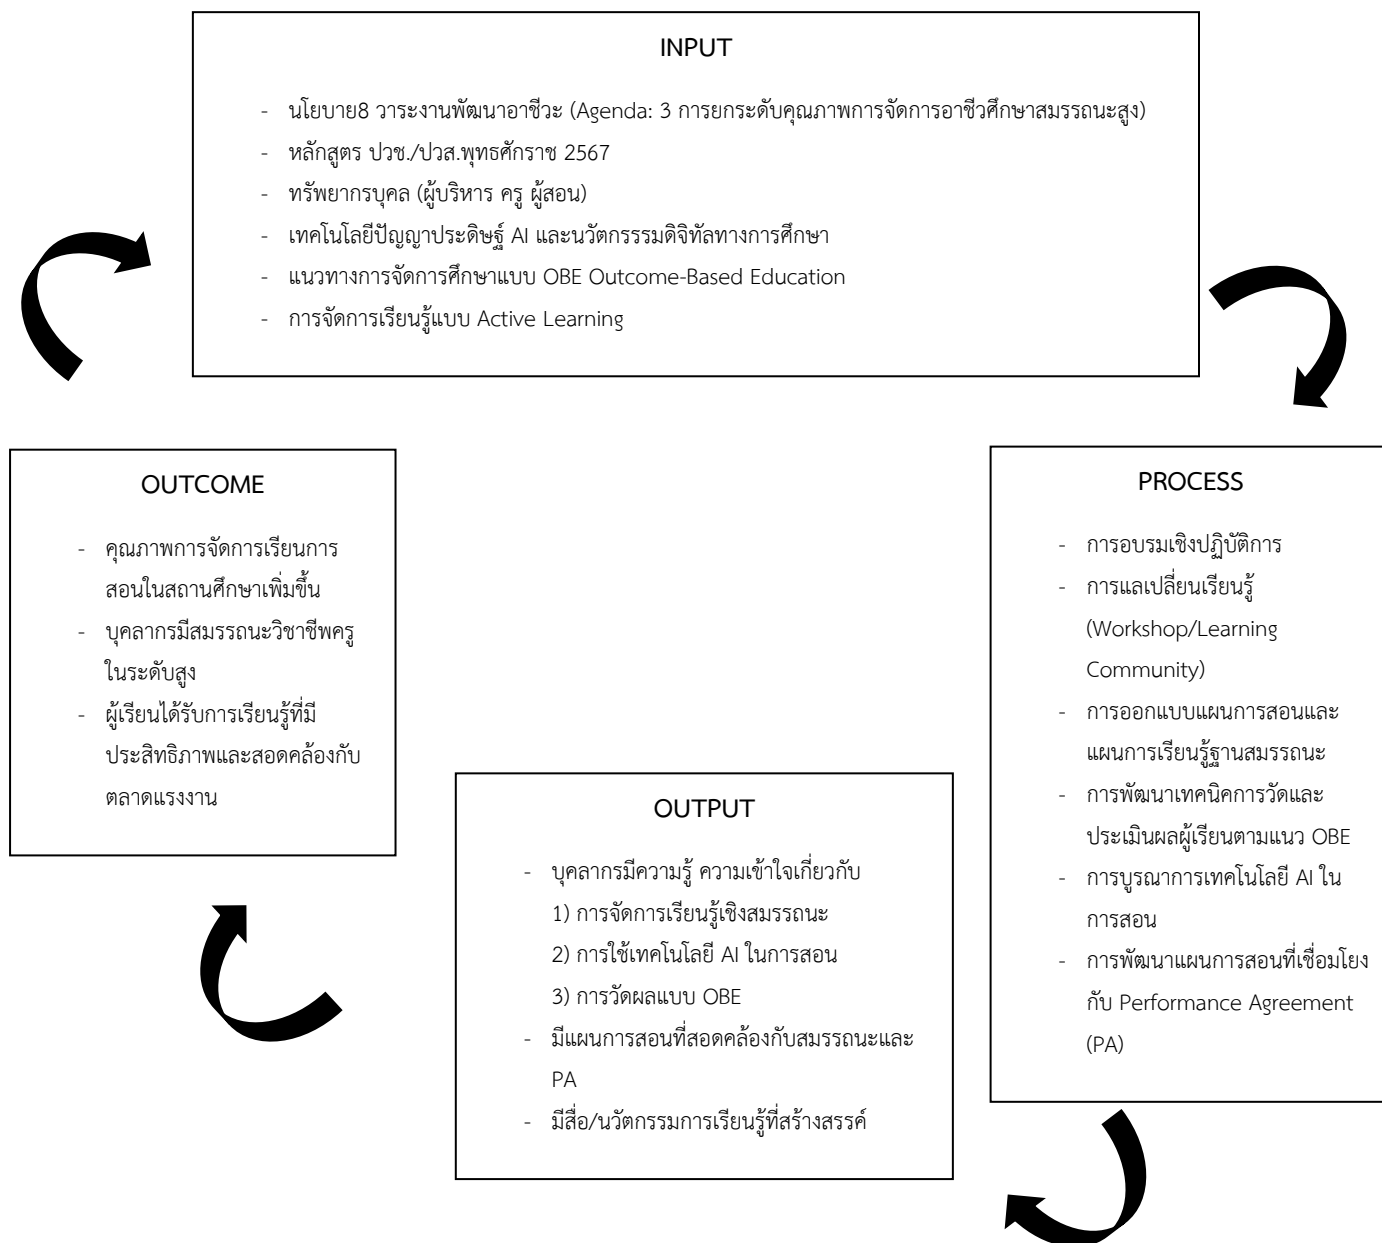 INPUT
- นโยบาย8 วาระงานพัฒนาอาชีวะ (Agenda: 3 การยกระดับคุณภาพการจัดการอาชีวศึกษาสมรรถนะสูง)
- หลักสูตร ปวช./ปวส.พุทธศักราช 2567
- ทรัพยากรบุคล (ผู้บริหาร ครู ผู้สอน)
- เทคโนโลยีปัญญาประดิษฐ์ AI และนวัตกรรรมดิจิทัลทางการศึกษา
- แนวทางการจัดการศึกษาแบบ OBE Outcome-Based Education
- การจัดการเรียนรู้แบบ Active Learning
OUTCOME
- คุณภาพการจัดการเรียนการ
สอนในสถานศึกษาเพิ่มขึ้น
- บุคลากรมีสมรรถนะวิชาชีพครู
ในระดับสูง
- ผู้เรียนได้รับการเรียนรู้ที่มี
ประสิทธิภาพและสอดคล้องกับ
ตลาดแรงงาน
PROCESS
- การอบรมเชิงปฏิบัติการ
- การแลเปลี่ยนเรียนรู้
(Workshop/Learning
Community)
- การออกแบบแผนการสอนและ
แผนการเรียนรู้ฐานสมรรถนะ
- การพัฒนาเทคนิคการวัดและ
ประเมินผลผู้เรียนตามแนว OBE
- การบูรณาการเทคโนโลยี AI ใน
การสอน
- การพัฒนาแผนการสอนที่เชื่อมโยง
กับ Performance Agreement
(PA)
OUTPUT
- บุคลากรมีความรู้ ความเข้าใจเกี่ยวกับ
1) การจัดการเรียนรู้เชิงสมรรถนะ
2) การใช้เทคโนโลยี AI ในการสอน
3) การวัดผลแบบ OBE
- มีแผนการสอนที่สอดคล้องกับสมรรถนะและ
PA
- มีสื่อ/นวัตกรรมการเรียนรู้ที่สร้างสรรค์